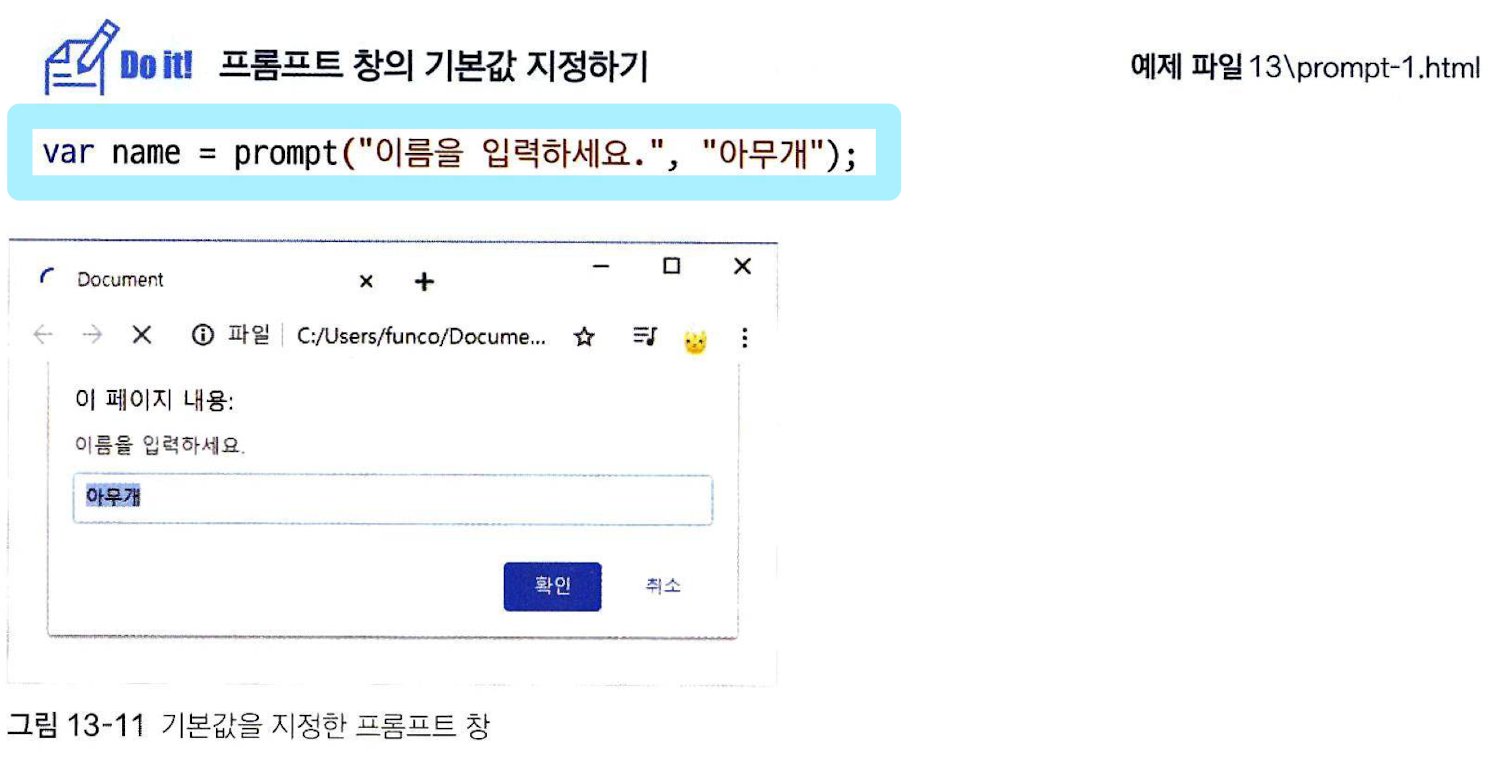 Do it! 프롬프트 창의 기본값 지정하기 예제 파일 13\prompt-1.html
var name = prompt("이름을 입력하세요.", "아무개");
Document
파일 C:/Users/funco/Docume...
이 페이지 내용:
이름을 입력하세요.
아무개
확인 취소
그림 13-11 기본값을 지정한 프롬프트 창